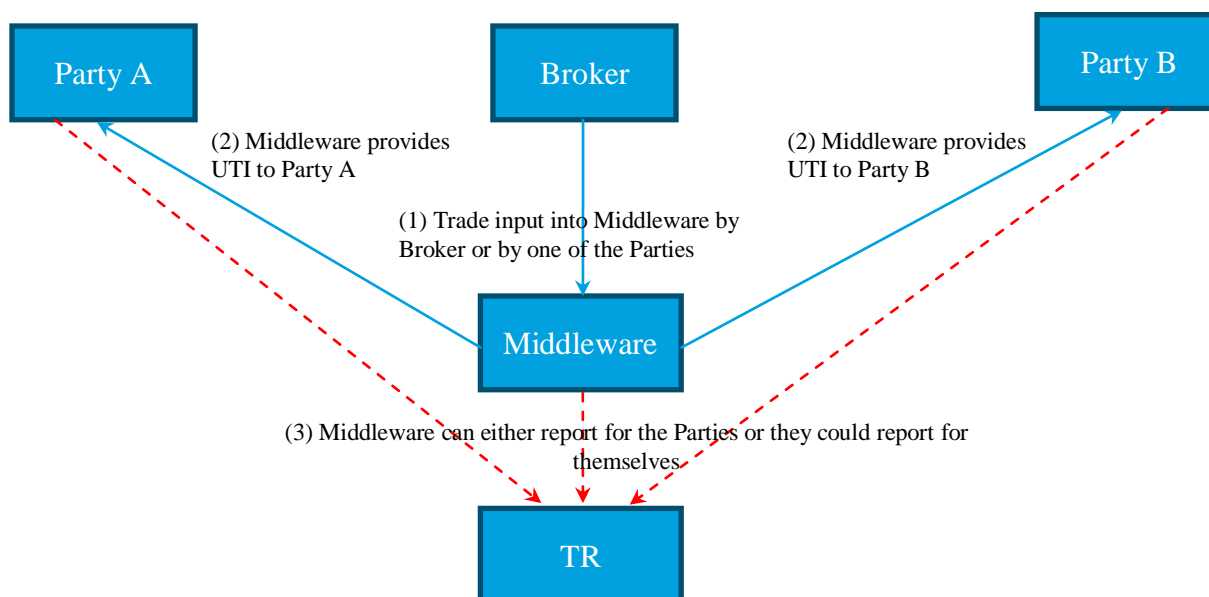 Party A
Broker
Party B
(2) Middleware provides
UTI to Party A
(2) Middleware provides
UTI to Party B
(1) Trade input into Middleware by
Broker or by one of the Parties
Middleware
(3) Middleware can either report for the Parties or they could report for
themselves
TR